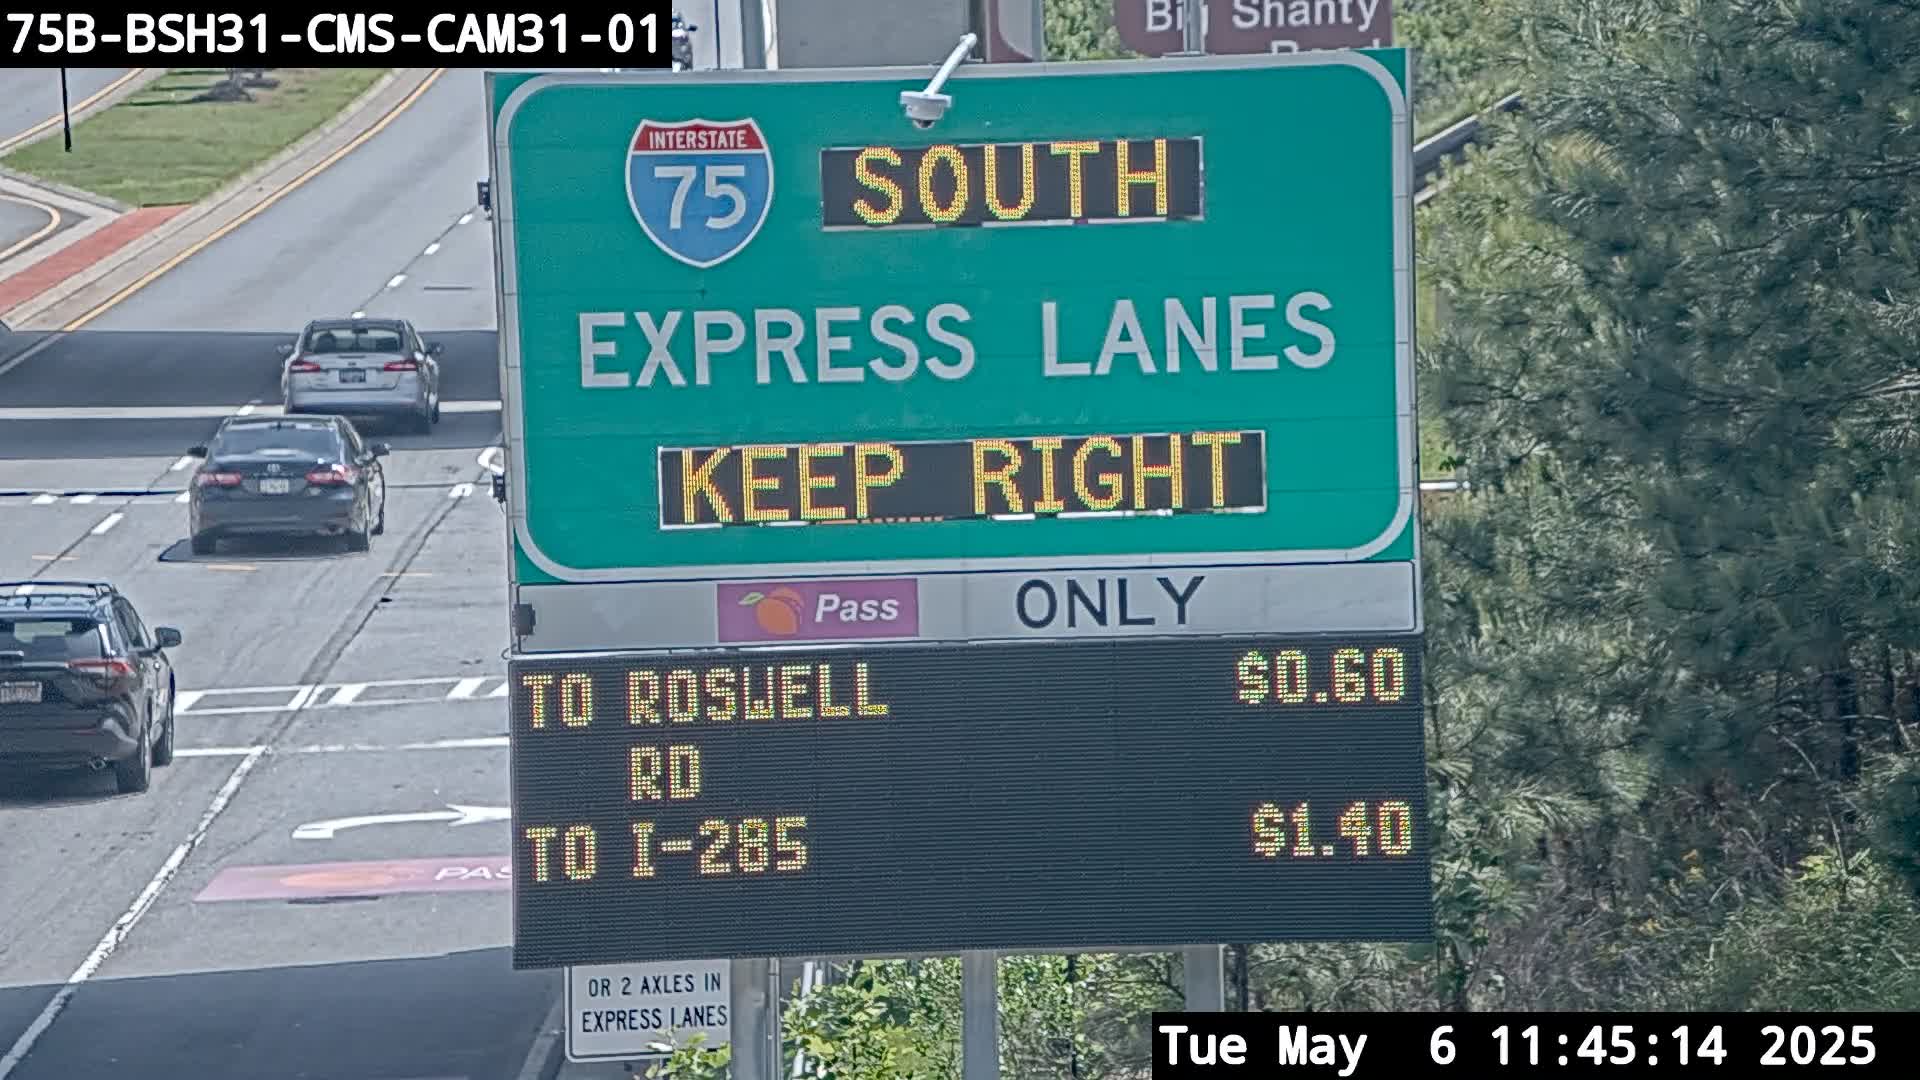 75B-BSH31-CMS-CAM31-01
Big Shanty
Road
INTERSTATE
75
SOUTH
EXPRESS LANES
KEEP RIGHT
Pass ONLY
TO ROSWELL $0.60
RD
TO I-285 $1.40
PAS
OR 2 AXLES IN
EXPRESS LANES
Tue May 6 11:45:14 2025